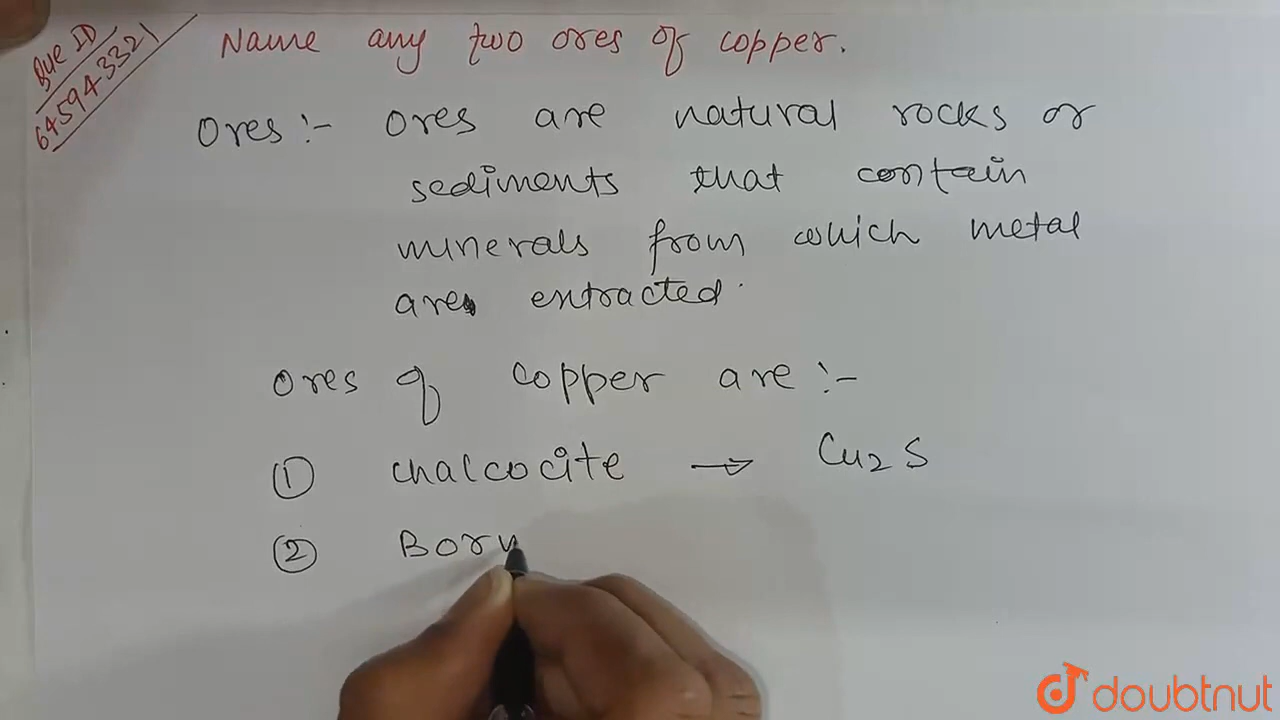 Que ID
645943321
Name any two ores of copper.
Ores :- Ores are natural rocks or
sediments that contain
minerals from which metal
are extracted.
Ores of copper are :-
① Chalcocite → Cu2S
② Born
doubtnut